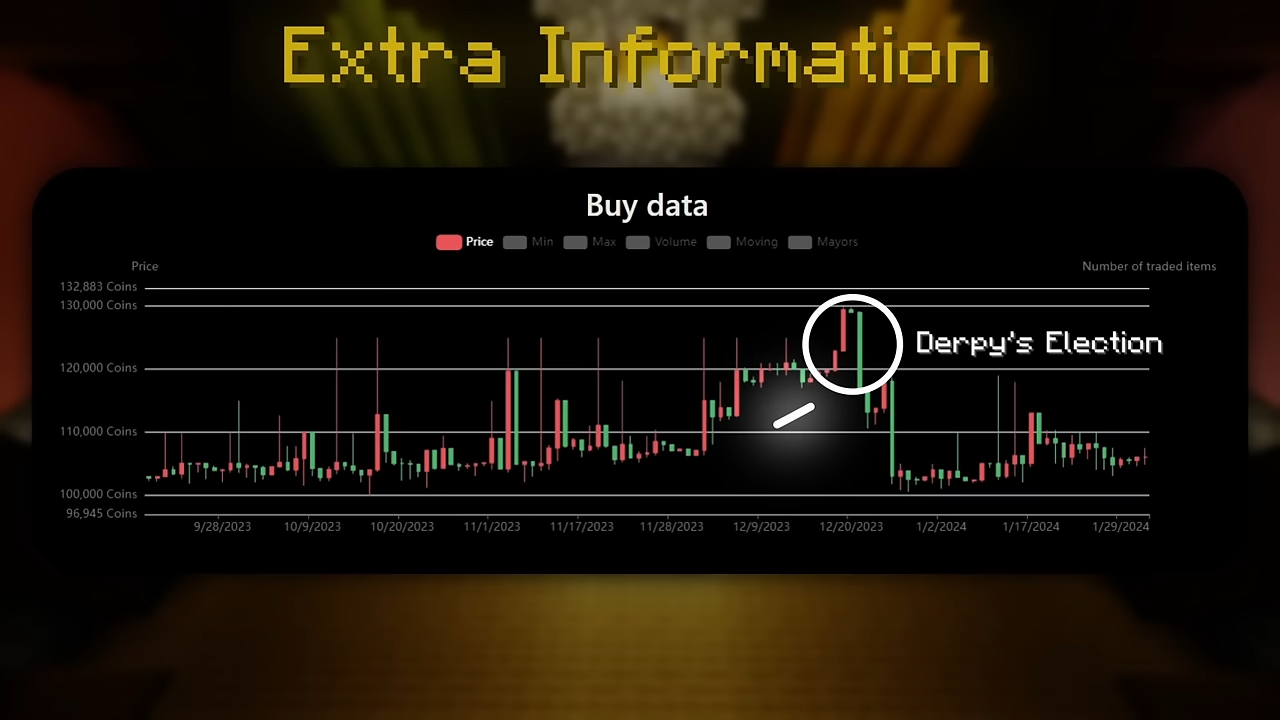 Extra Information
Buy data
Price Min Max Volume Moving Mayors
Price Number of traded items
132,883 Coins
130,000 Coins
Derpy's Election
120,000 Coins
110,000 Coins
100,000 Coins
96,945 Coins
9/28/2023 10/9/2023 10/20/2023 11/1/2023 11/17/2023 11/28/2023 12/9/2023 12/20/2023 1/2/2024 1/17/2024 1/29/2024